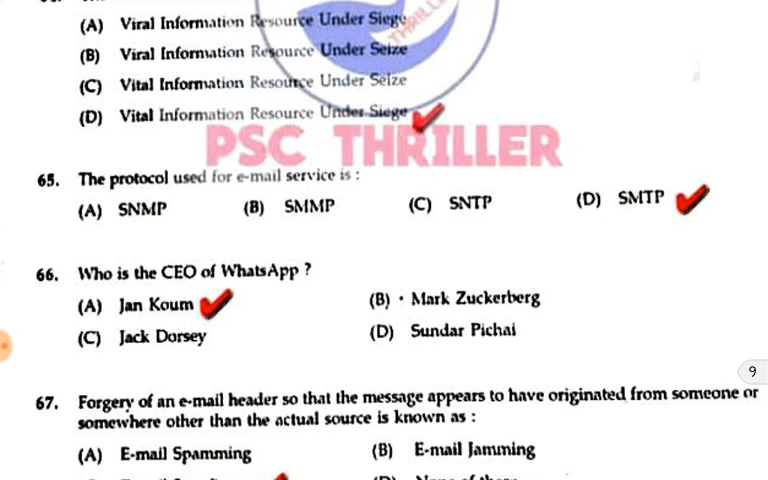 (A) Viral Information Resource Under Siege
THRILLE
(B) Viral Information Resource Under Seize
(C) Vital Information Resource Under Seize
(D) Vital Information Resource Under Siege
PSC THRILLER
65. The protocol used for e-mail service is :
(A) SNMP (B) SMMP (C) SNTP (D) SMTP
66. Who is the CEO of WhatsApp ?
(A) Jan Koum (B) · Mark Zuckerberg
(C) Jack Dorsey (D) Sundar Pichai
9
67. Forgery of an e-mail header so that the message appears to have originated from someone or
somewhere other than the actual source is known as :
(A) E-mail Spamming (B) E-mail Jamming